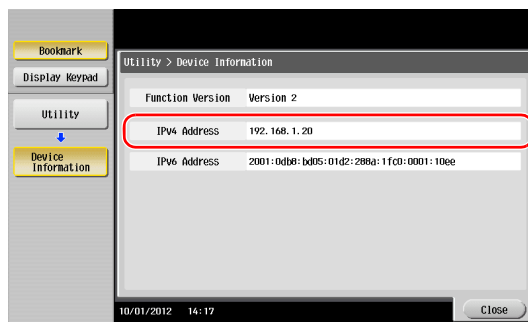 Bookmark
Display Keypad
Utility
Device
Information
Utility > Device Information
Function Version Version 2
IPv4 Address 192.168.1.20
IPv6 Address 2001:0db8:bd05:01d2:288a:1fc0:0001:10ee
10/01/2012 14:17
Close